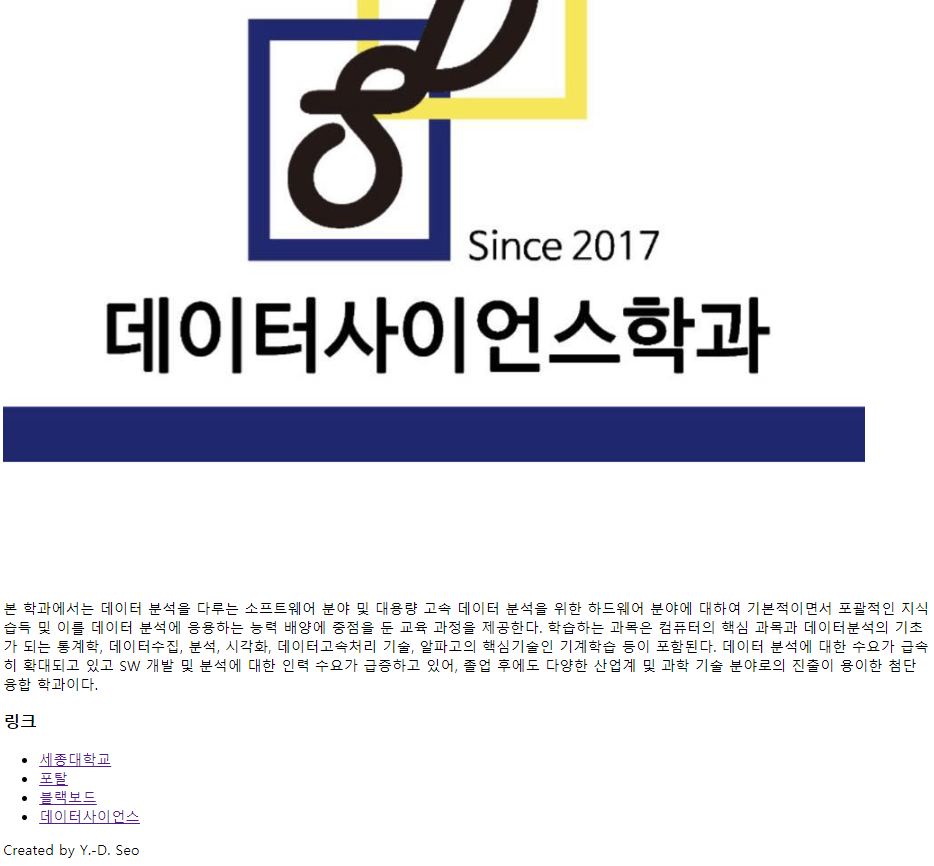 SD
Since 2017
데이터사이언스학과
본 학과에서는 데이터 분석을 다루는 소프트웨어 분야 및 대용량 고속 데이터 분석을 위한 하드웨어 분야에 대하여 기본적이면서 포괄적인 지식
습득 및 이를 데이터 분석에 응용하는 능력 배양에 중점을 둔 교육 과정을 제공한다. 학습하는 과목은 컴퓨터의 핵심 과목과 데이터분석의 기초
가 되는 통계학, 데이터수집, 분석, 시각화, 데이터고속처리 기술, 알파고의 핵심기술인 기계학습 등이 포함된다. 데이터 분석에 대한 수요가 급속
히 확대되고 있고 SW 개발 및 분석에 대한 인력 수요가 급증하고 있어, 졸업 후에도 다양한 산업계 및 과학 기술 분야로의 진출이 용이한 첨단
융합 학과이다.
링크
세종대학교
포탈
블랙보드
데이터사이언스
Created by Y.-D. Seo